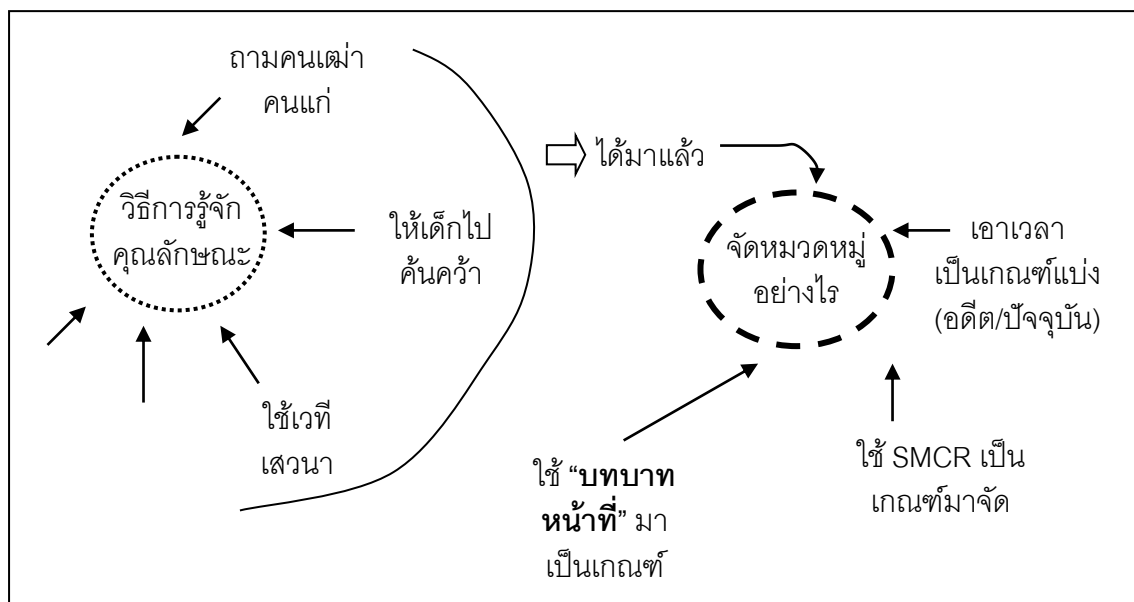 ถามคนเฒ่า
คนแก่
วิธีการรู้จัก
คุณลักษณะ
ให้เด็กไป
ค้นคว้า
ใช้เวที
เสวนา
ได้มาแล้ว
จัดหมวดหมู่
อย่างไร
เอาเวลา
เป็นเกณฑ์แบ่ง
(อดีต/ปัจจุบัน)
ใช้ “บทบาท
หน้าที่” มา
เป็นเกณฑ์
ใช้ SMCR เป็น
เกณฑ์มาจัด